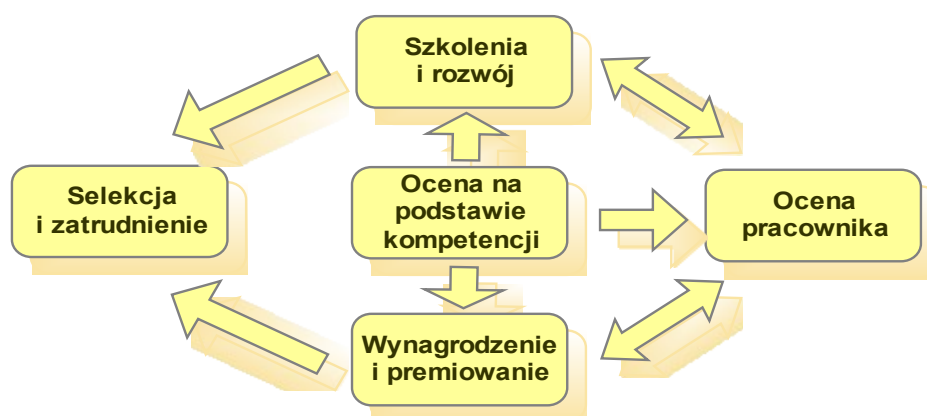 Szkolenia
i rozwój
Selekcja
i zatrudnienie
Ocena na
podstawie
kompetencji
Ocena
pracownika
Wynagrodzenie
i premiowanie